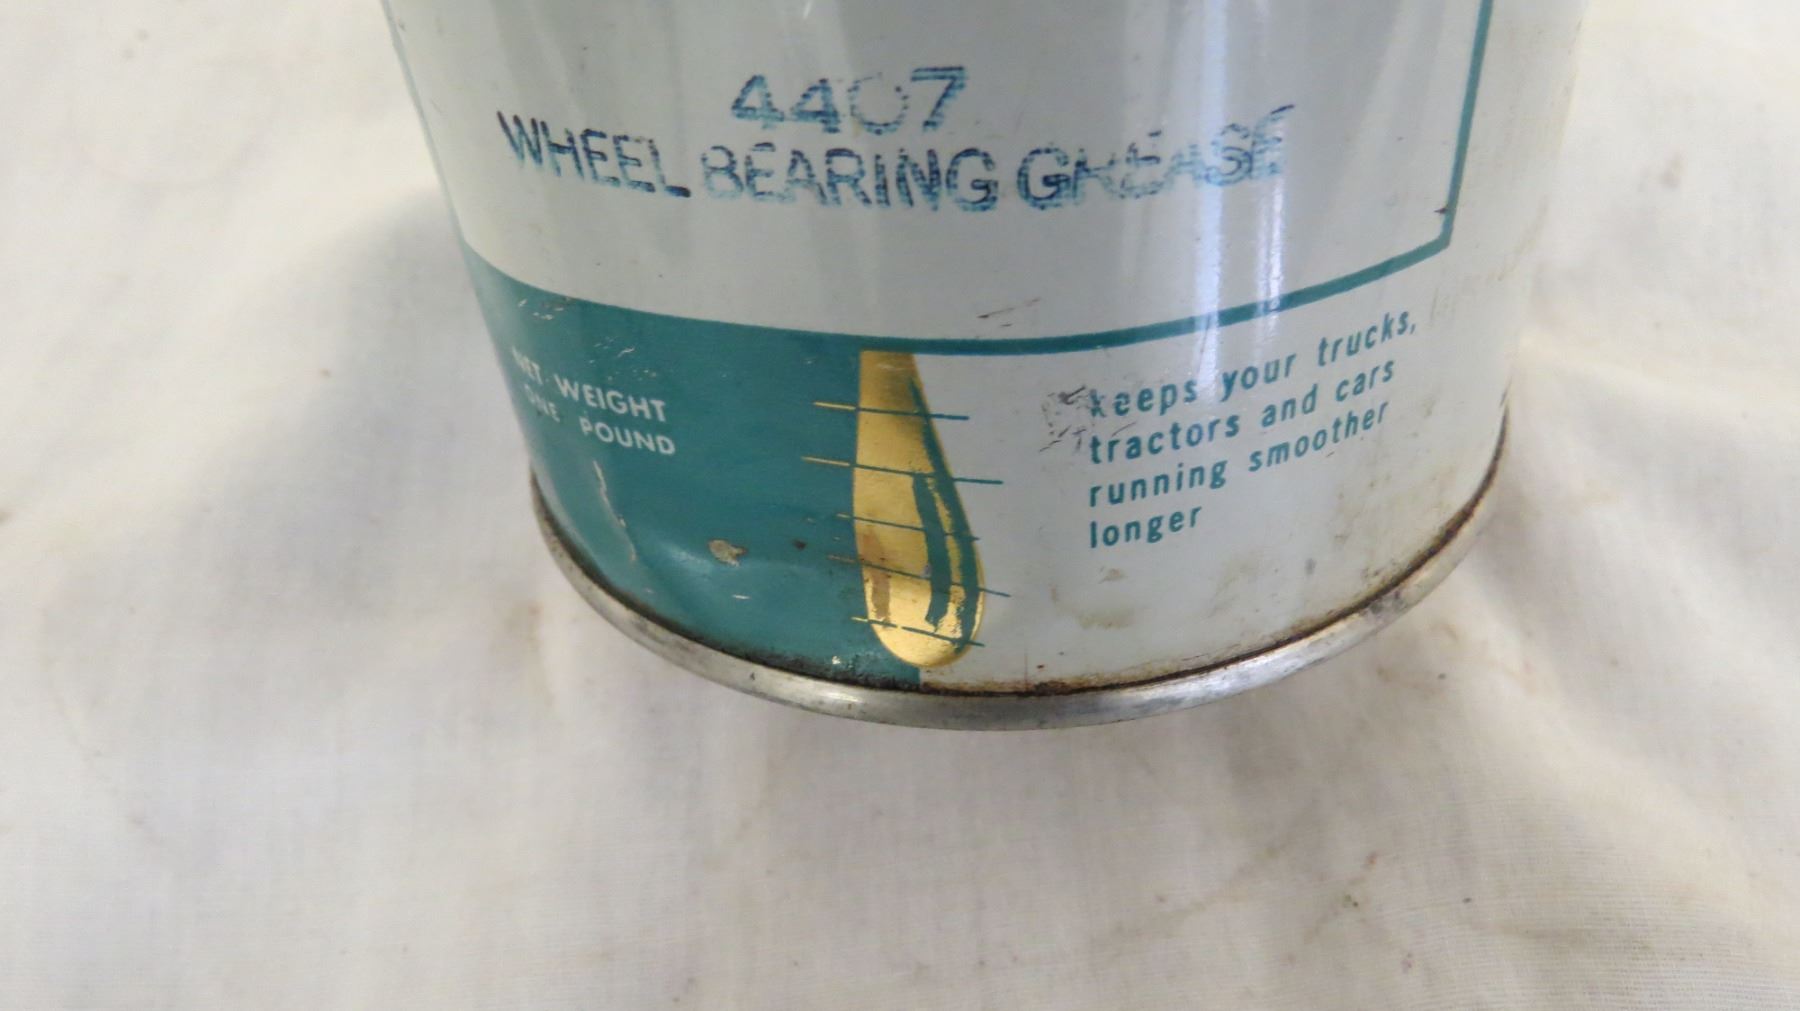 4407
WHEEL BEARING GREASE
NET WEIGHT
ONE POUND
keeps your trucks,
tractors and cars
running smoother
longer